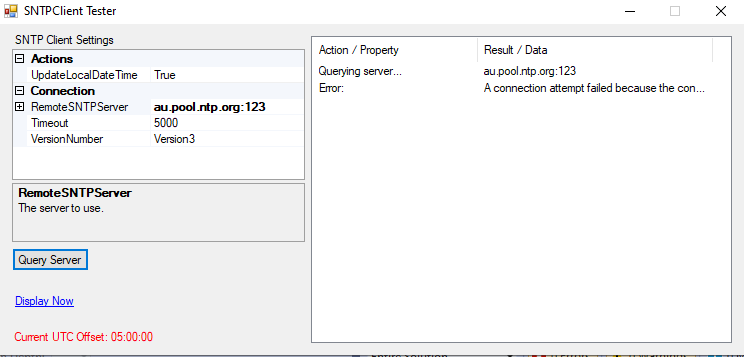 SNTPClient Tester
SNTP Client Settings
Actions
UpdateLocalDateTime True
Connection
RemoteSNTPServer au.pool.ntp.org:123
Timeout 5000
VersionNumber Version3
RemoteSNTPServer
The server to use.
Query Server
Display Now
Current UTC Offset: 05:00:00
Action / Property Result / Data
Querying server... au.pool.ntp.org:123
Error: A connection attempt failed because the con...